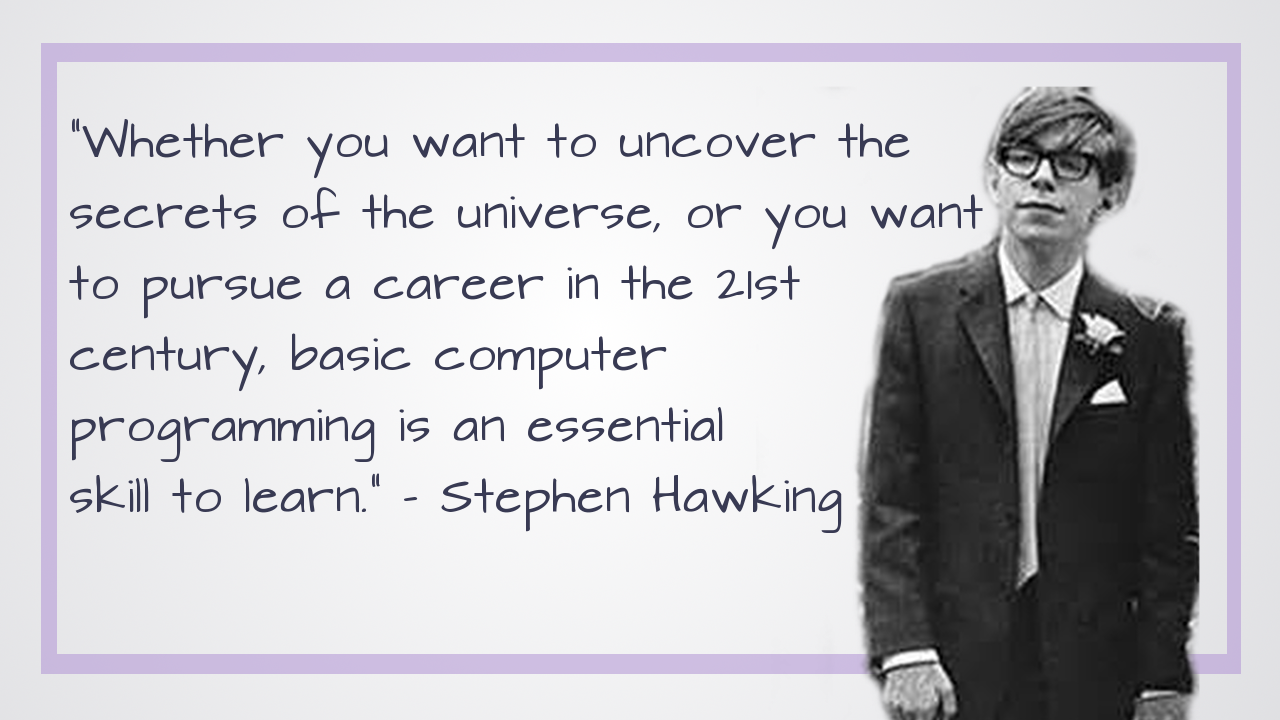 "Whether you want to uncover the
secrets of the universe, or you want
to pursue a career in the 21st
century, basic computer
programming is an essential
skill to learn." - Stephen Hawking